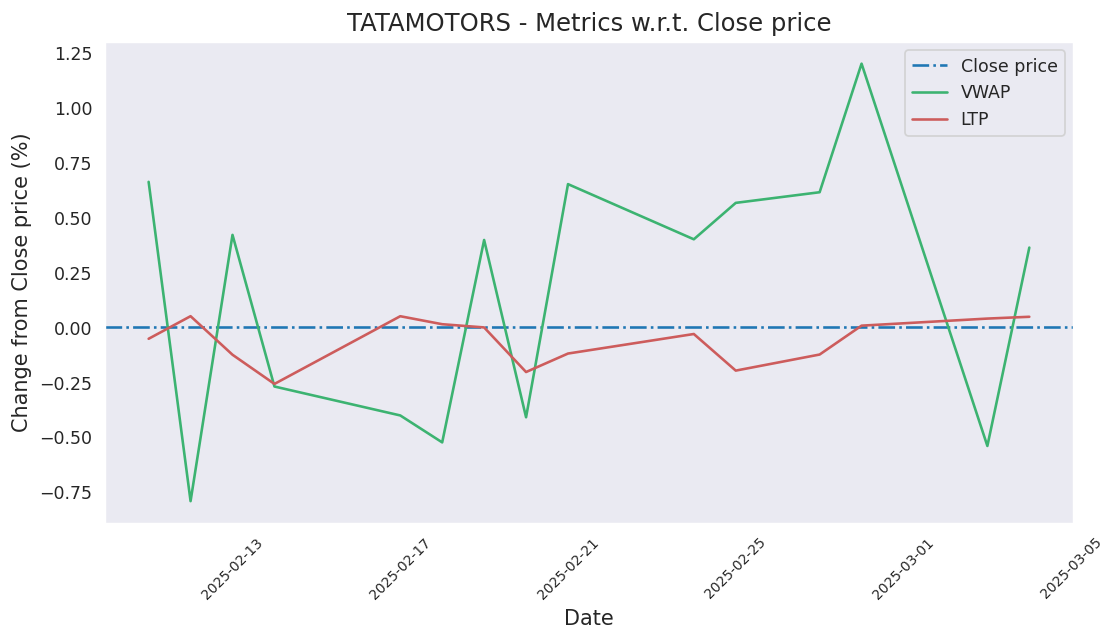 TATAMOTORS - Metrics w.r.t. Close price
Change from Close price (%)
1.25
1.00
0.75
0.50
0.25
0.00
−0.25
−0.50
−0.75
Close price
VWAP
LTP
2025-02-13
2025-02-17
2025-02-21
2025-02-25
2025-03-01
2025-03-05
Date